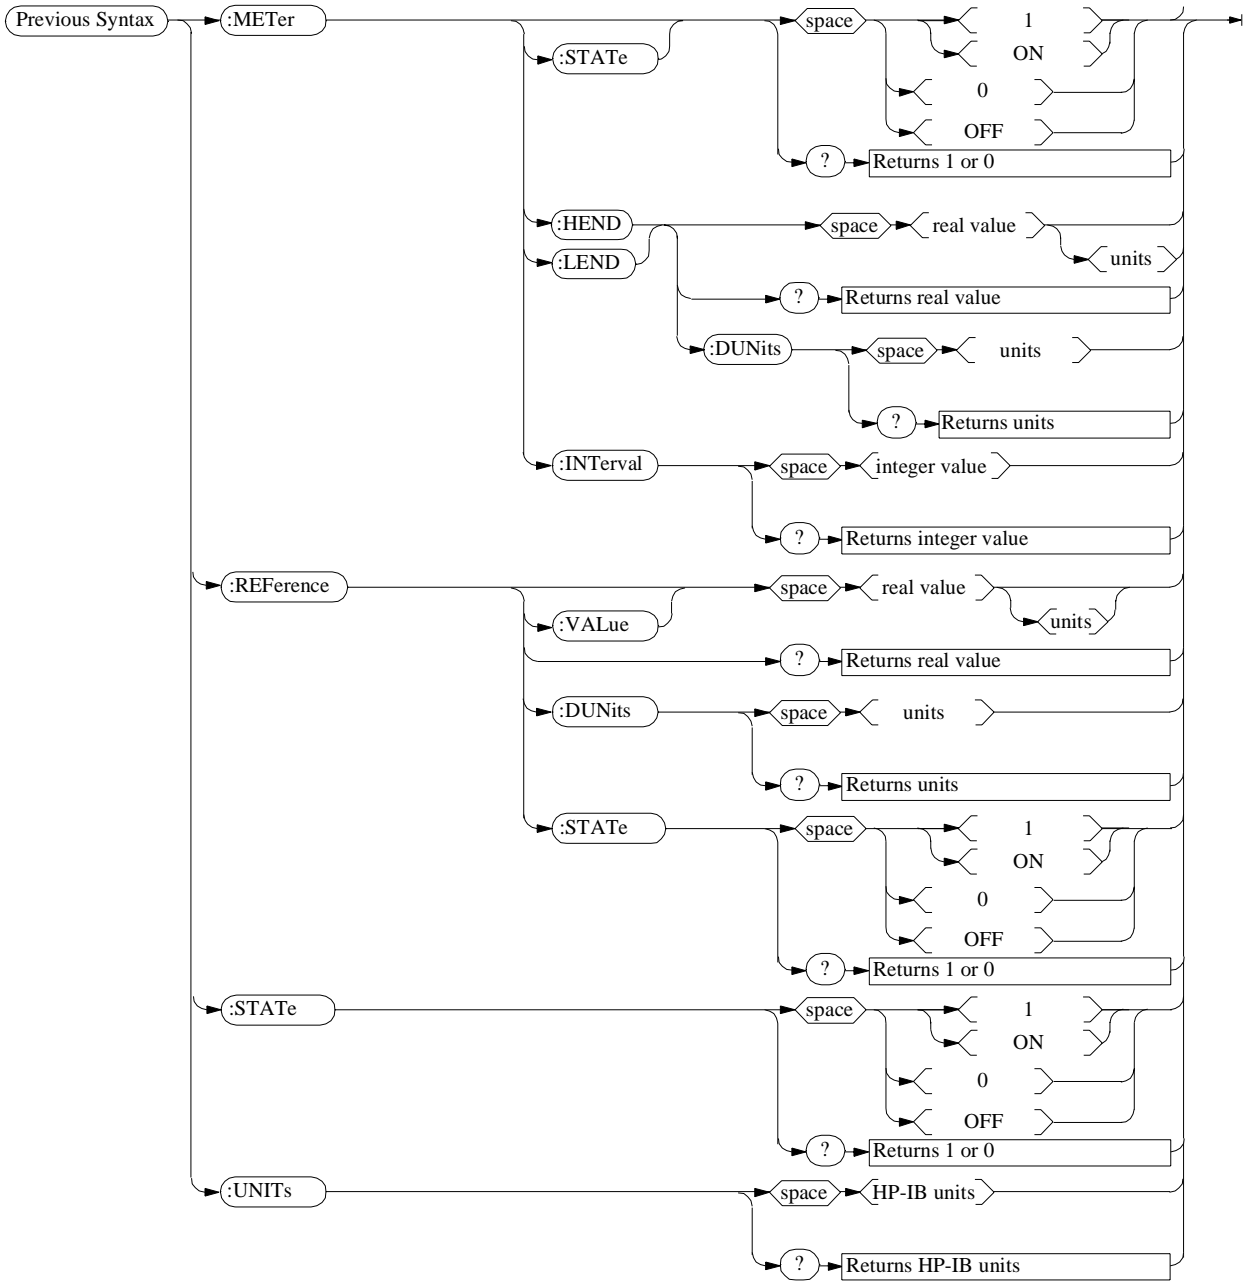 Previous Syntax :METer space 1
:STATe ON
0
OFF
? Returns 1 or 0
:HEND space real value
:LEND units
? Returns real value
:DUNits space units
? Returns units
:INTerval space integer value
? Returns integer value
:REFerence space real value
:VALue units
? Returns real value
:DUNits space units
? Returns units
:STATe space 1
ON
0
OFF
? Returns 1 or 0
:STATe space 1
ON
0
OFF
? Returns 1 or 0
:UNITs space HP-IB units
? Returns HP-IB units